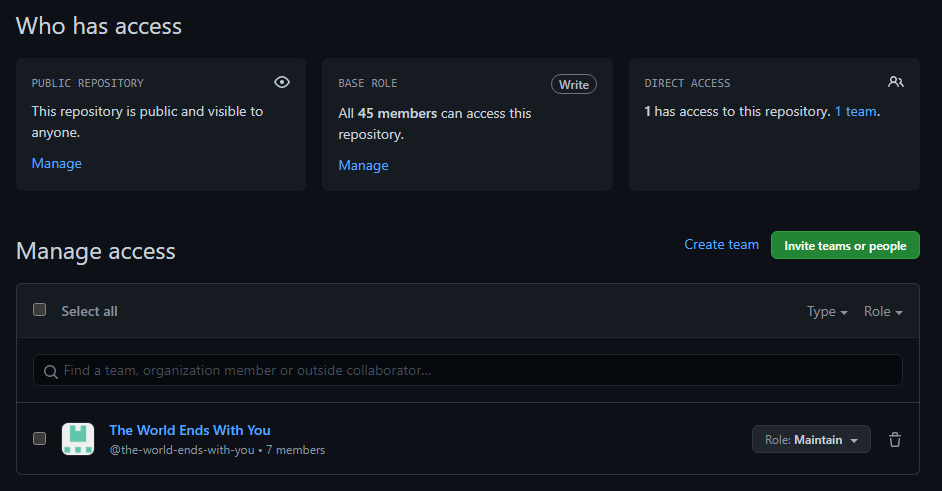 Who has access
PUBLIC REPOSITORY
This repository is public and visible to
anyone.
Manage
BASE ROLE
Write
All 45 members can access this
repository.
Manage
DIRECT ACCESS
1 has access to this repository. 1 team.
Manage access
Create team
Invite teams or people
Select all
Type
Role
Find a team, organization member or outside collaborator...
The World Ends With You
@the-world-ends-with-you • 7 members
Role: Maintain